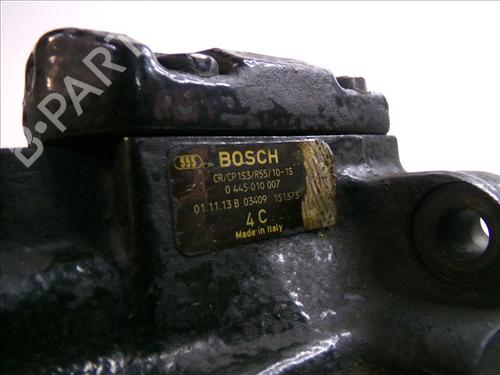 B-PARTS
555 BOSCH
CR/CP1S3/R55/10-1S
0 445 010 007
01.11.13 B 03409 151375
4 C
Made in Italy